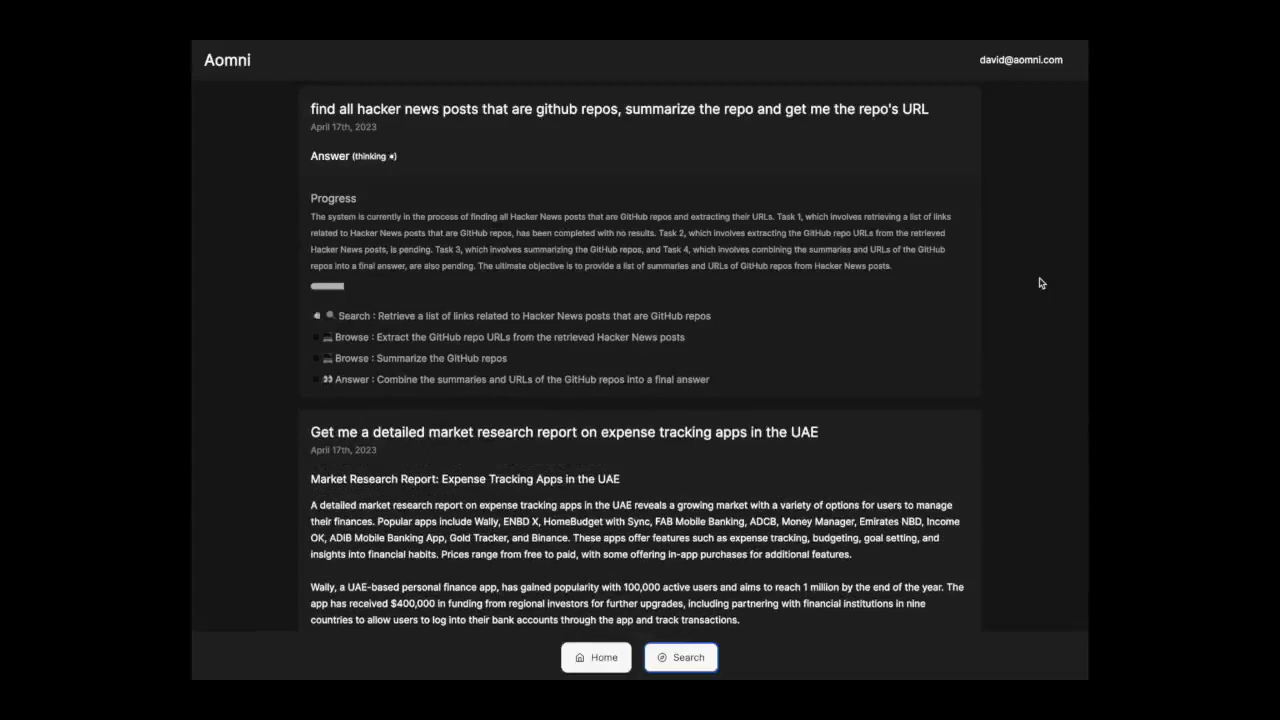 Aomni
david@aomni.com
find all hacker news posts that are github repos, summarize the repo and get me the repo's URL
April 17th, 2023
Answer (thinking )
Progress
The system is currently in the process of finding all Hacker News posts that are GitHub repos and extracting their URLs. Task 1, which involves retrieving a list of links
related to Hacker News posts that are GitHub repos, has been completed with no results. Task 2, which involves extracting the GitHub repo URLs from the retrieved
Hacker News posts, is pending. Task 3, which involves summarizing the GitHub repos, and Task 4, which involves combining the summaries and URLs of the GitHub
repos into a final answer, are also pending. The ultimate objective is to provide a list of summaries and URLs of GitHub repos from Hacker News posts.
Search : Retrieve a list of links related to Hacker News posts that are GitHub repos
Browse : Extract the GitHub repo URLs from the retrieved Hacker News posts
Browse : Summarize the GitHub repos
Answer : Combine the summaries and URLs of the GitHub repos into a final answer
Get me a detailed market research report on expense tracking apps in the UAE
April 17th, 2023
Market Research Report: Expense Tracking Apps in the UAE
A detailed market research report on expense tracking apps in the UAE reveals a growing market with a variety of options for users to manage
their finances. Popular apps include Wally, ENBD X, HomeBudget with Sync, FAB Mobile Banking, ADCB, Money Manager, Emirates NBD, Income
OK, ADIB Mobile Banking App, Gold Tracker, and Binance. These apps offer features such as expense tracking, budgeting, goal setting, and
insights into financial habits. Prices range from free to paid, with some offering in-app purchases for additional features.
Wally, a UAE-based personal finance app, has gained popularity with 100,000 active users and aims to reach 1 million by the end of the year. The
app has received $400,000 in funding from regional investors for further upgrades, including partnering with financial institutions in nine
countries to allow users to log into their bank accounts through the app and track transactions.
Home
Search